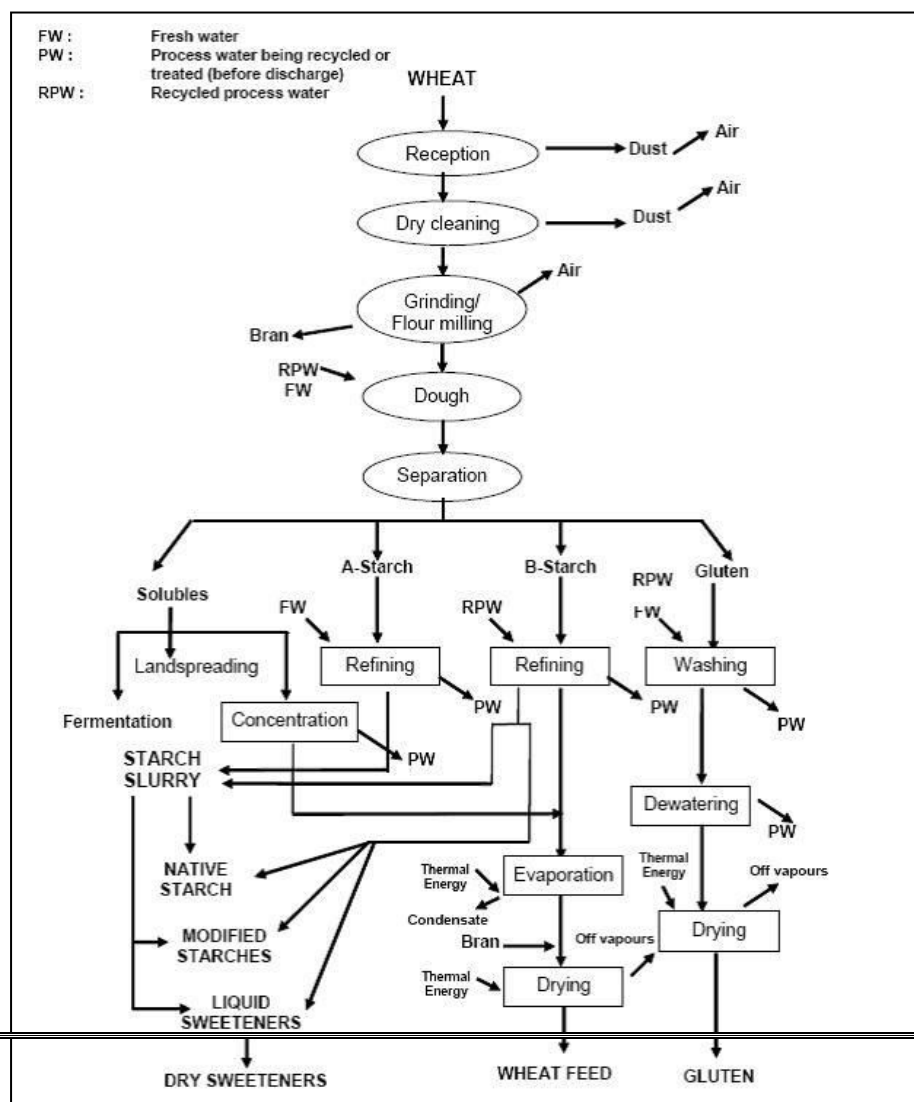 FW : Fresh water
PW : Process water being recycled or
treated (before discharge)
RPW : Recycled process water
WHEAT
Reception
Dust
Air
Dry cleaning
Dust
Air
Grinding/
Flour milling
Air
Bran
RPW
FW
Dough
Separation
Solubles
A-Starch
B-Starch
Gluten
FW
RPW
RPW
FW
Landspreading
Refining
Refining
Washing
Fermentation
Concentration
PW
PW
PW
PW
STARCH
SLURRY
Dewatering
PW
NATIVE
STARCH
Thermal
Energy
Evaporation
Condensate
Thermal
Energy
Off vapours
MODIFIED
STARCHES
Bran
Off vapours
Drying
Thermal
Energy
Drying
LIQUID
SWEETENERS
DRY SWEETENERS
WHEAT FEED
GLUTEN